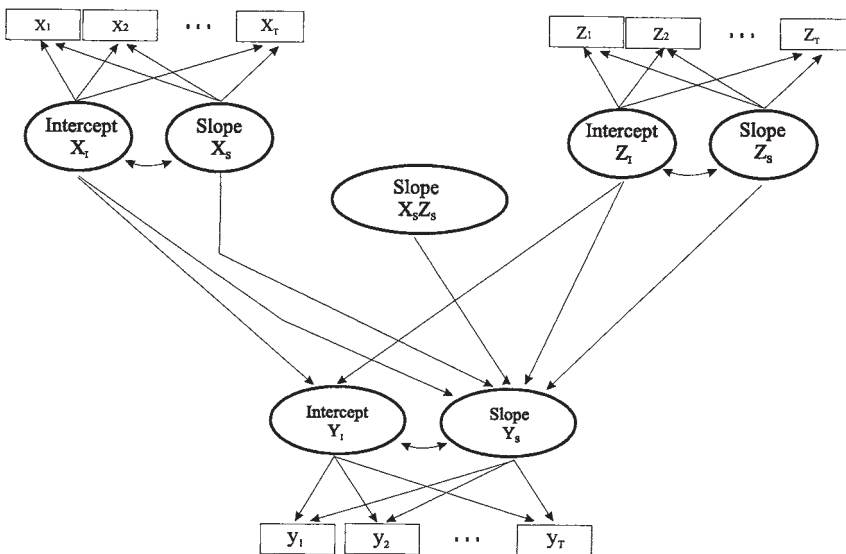 x1 x2 ... xT
z1 z2 ... zT
Intercept
XI
Slope
XS
Intercept
ZI
Slope
ZS
Slope
XSZS
Intercept
YI
Slope
YS
y1 y2 ... yT